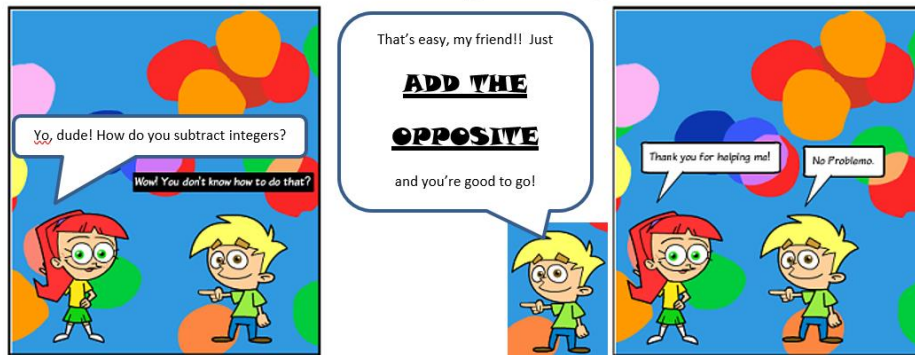 Yo, dude! How do you subtract integers?
Wow! You don't know how to do that?
That's easy, my friend!! Just
ADD THE
OPPOSITE
and you're good to go!
Thank you for helping me!
No Problemo.